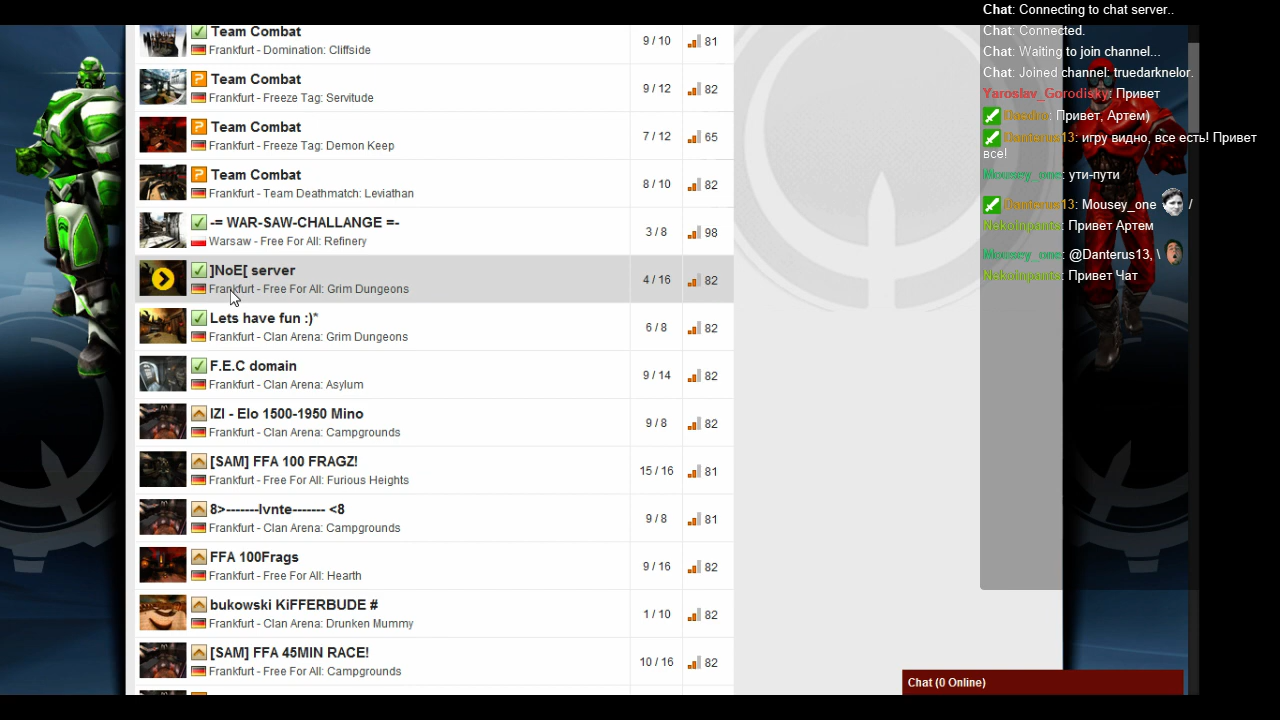 Team Combat
Frankfurt - Domination: Cliffside
9 / 10
81
Team Combat
Frankfurt - Freeze Tag: Servitude
9 / 12
82
Team Combat
Frankfurt - Freeze Tag: Demon Keep
7 / 12
65
Team Combat
Frankfurt - Team Deathmatch: Leviathan
8 / 10
82
-= WAR-SAW-CHALLANGE =-
Warsaw - Free For All: Refinery
3 / 8
98
]NoE[ server
Frankfurt - Free For All: Grim Dungeons
4 / 16
82
Lets have fun :)*
Frankfurt - Clan Arena: Grim Dungeons
6 / 8
82
F.E.C domain
Frankfurt - Clan Arena: Asylum
9 / 14
82
IZI - Elo 1500-1950 Mino
Frankfurt - Clan Arena: Campgrounds
9 / 8
82
[SAM] FFA 100 FRAGZ!
Frankfurt - Free For All: Furious Heights
15 / 16
81
8>-------lvnte------- <8
Frankfurt - Clan Arena: Campgrounds
9 / 8
81
FFA 100Frags
Frankfurt - Free For All: Hearth
9 / 16
82
bukowski KiFFERBUDE #
Frankfurt - Clan Arena: Drunken Mummy
1 / 10
82
[SAM] FFA 45MIN RACE!
Frankfurt - Free For All: Campgrounds
10 / 16
82
Chat: Connecting to chat server..
Chat: Connected.
Chat: Waiting to join channel...
Chat: Joined channel: truedarknelor.
Yaroslav_Gorodisky: Привет
: Привет, Артем)
Danterus13: игру видно, все есть! Привет
все!
Mousey_one: ути-пути
Danterus13: Mousey_one /
NekoImpants: Привет Артем
Mousey_one: @Danterus13, \
NekoImpants: Привет Чат
Chat (0 Online)